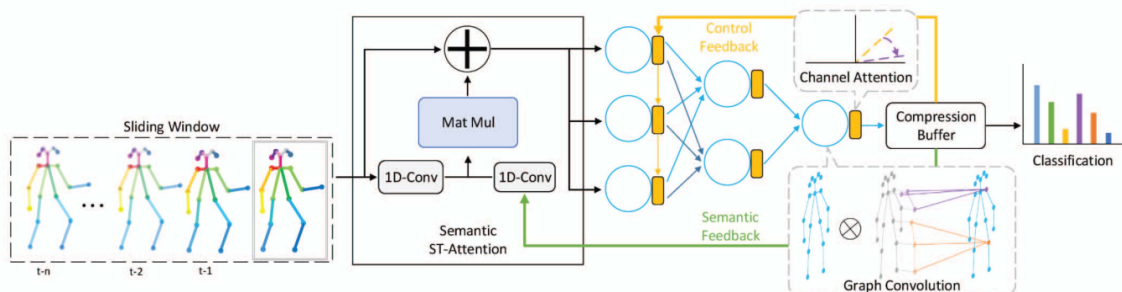 Sliding Window
t-n
...
t-2
t-1
Mat Mul
1D-Conv
1D-Conv
Semantic
ST-Attention
Control
Feedback
Channel Attention
Compression
Buffer
Classification
Semantic
Feedback
Graph Convolution